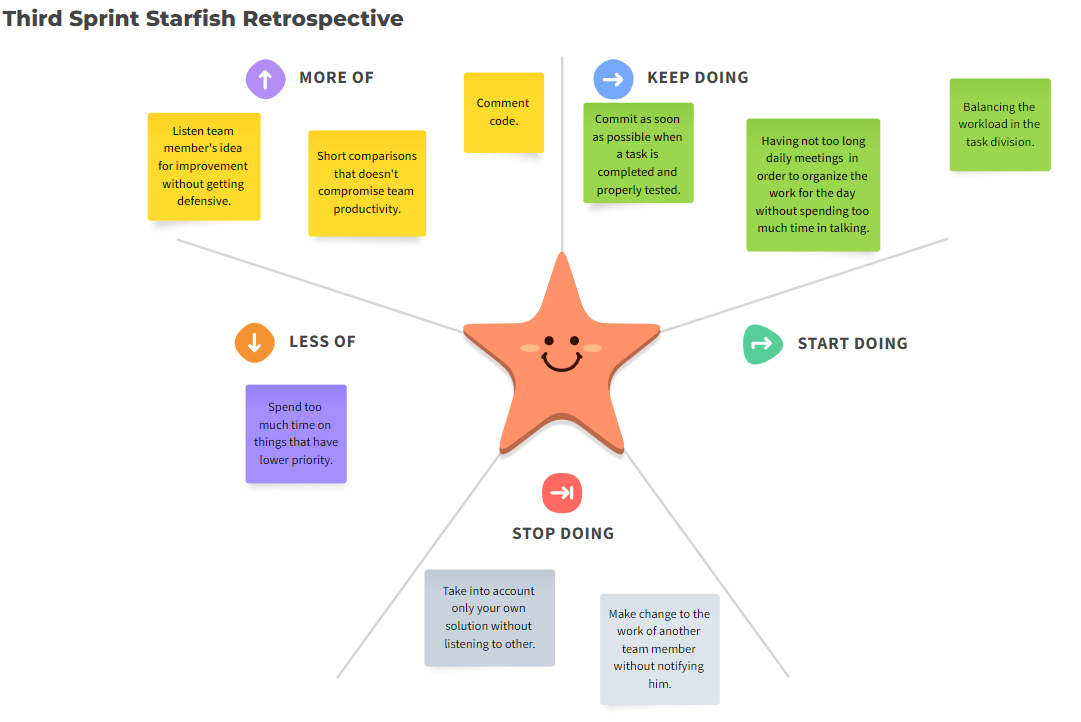 Third Sprint Starfish Retrospective
MORE OF
Listen team
member's idea
for improvement
without getting
defensive.
Short comparisons
that doesn't
compromise team
productivity.
Comment
code.
KEEP DOING
Commit as soon
as possible when
a task is
completed and
properly tested.
Having not too long
daily meetings in
order to organize the
work for the day
without spending too
much time in talking.
Balancing the
workload in the
task division.
LESS OF
Spend too
much time on
things that have
lower priority.
START DOING
STOP DOING
Take into account
only your own
solution without
listening to other.
Make change to the
work of another
team member
without notifying
him.